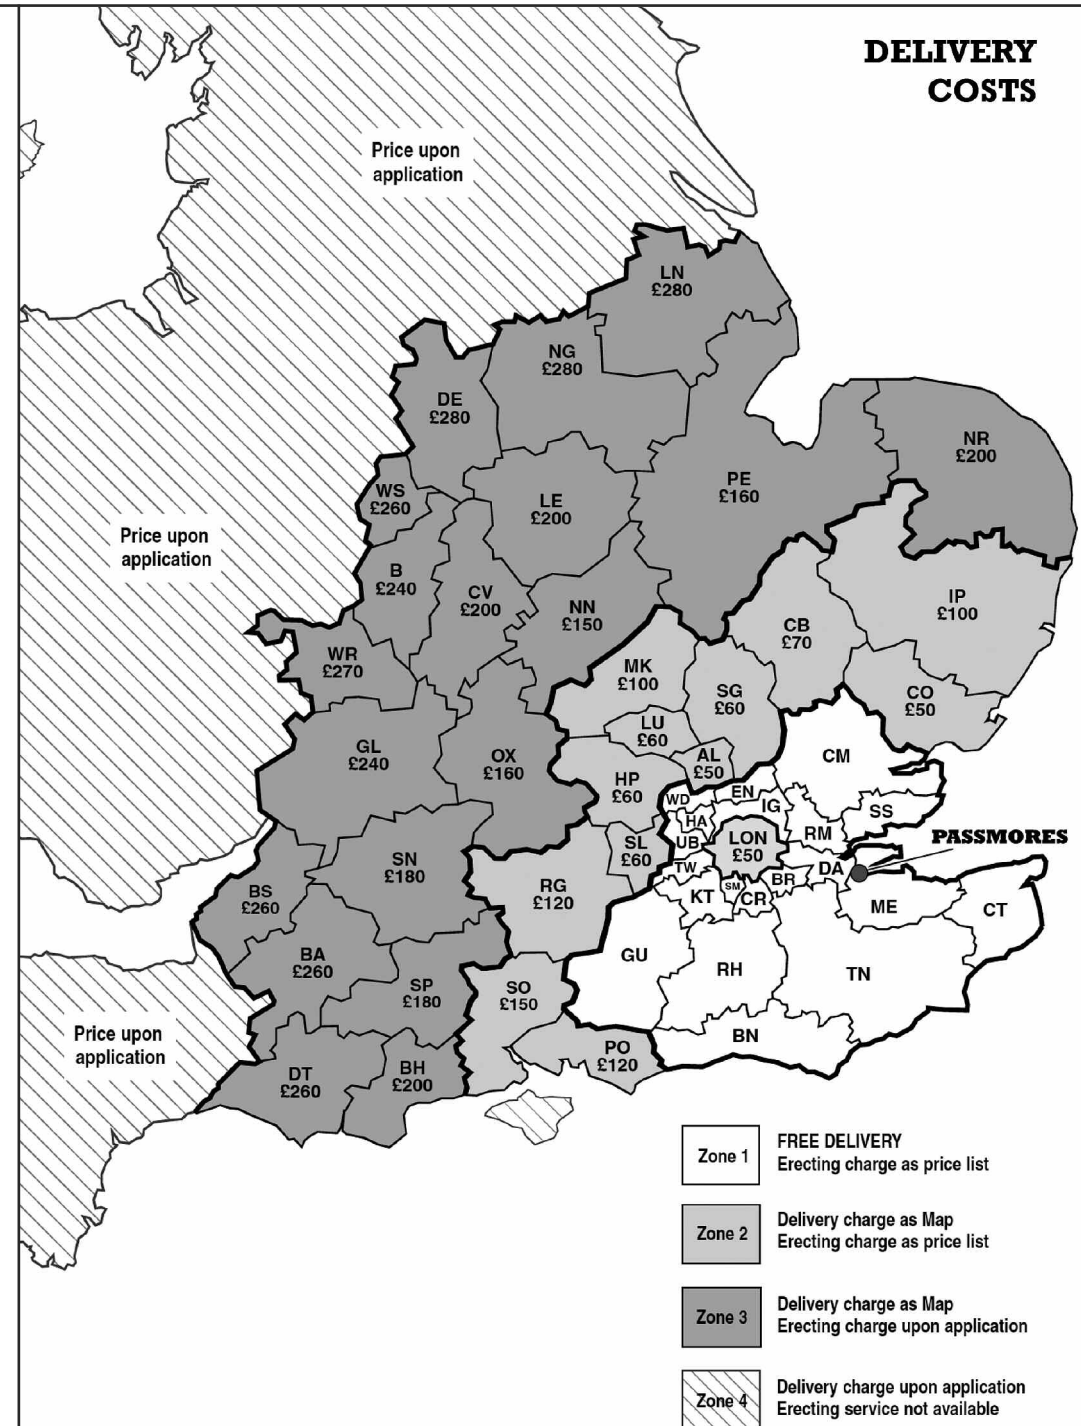 DELIVERY
COSTS
Price upon
application
LN
£280
NG
£280
DE
£280
NR
£200
WS
£260
LE
£200
PE
£160
Price upon
application
B
£240
CV
£200
NN
£150
IP
£100
CB
£70
WR
£270
MK
£100
SG
£60
CO
£50
LU
£60
GL
£240
OX
£160
AL
£50
CM
HP
£60
WD
EN
IG
SS
HA
RM
PASSMORES
UB
LON
£50
SL
£60
SN
£180
TW
DA
BR
SM
KT
CR
RG
£120
BS
£260
ME
CT
BA
£260
GU
RH
TN
SP
£180
SO
£150
Price upon
application
BN
PO
£120
DT
£260
BH
£200
Zone 1
FREE DELIVERY
Erecting charge as price list
Zone 2
Delivery charge as Map
Erecting charge as price list
Zone 3
Delivery charge as Map
Erecting charge upon application
Zone 4
Delivery charge upon application
Erecting service not available